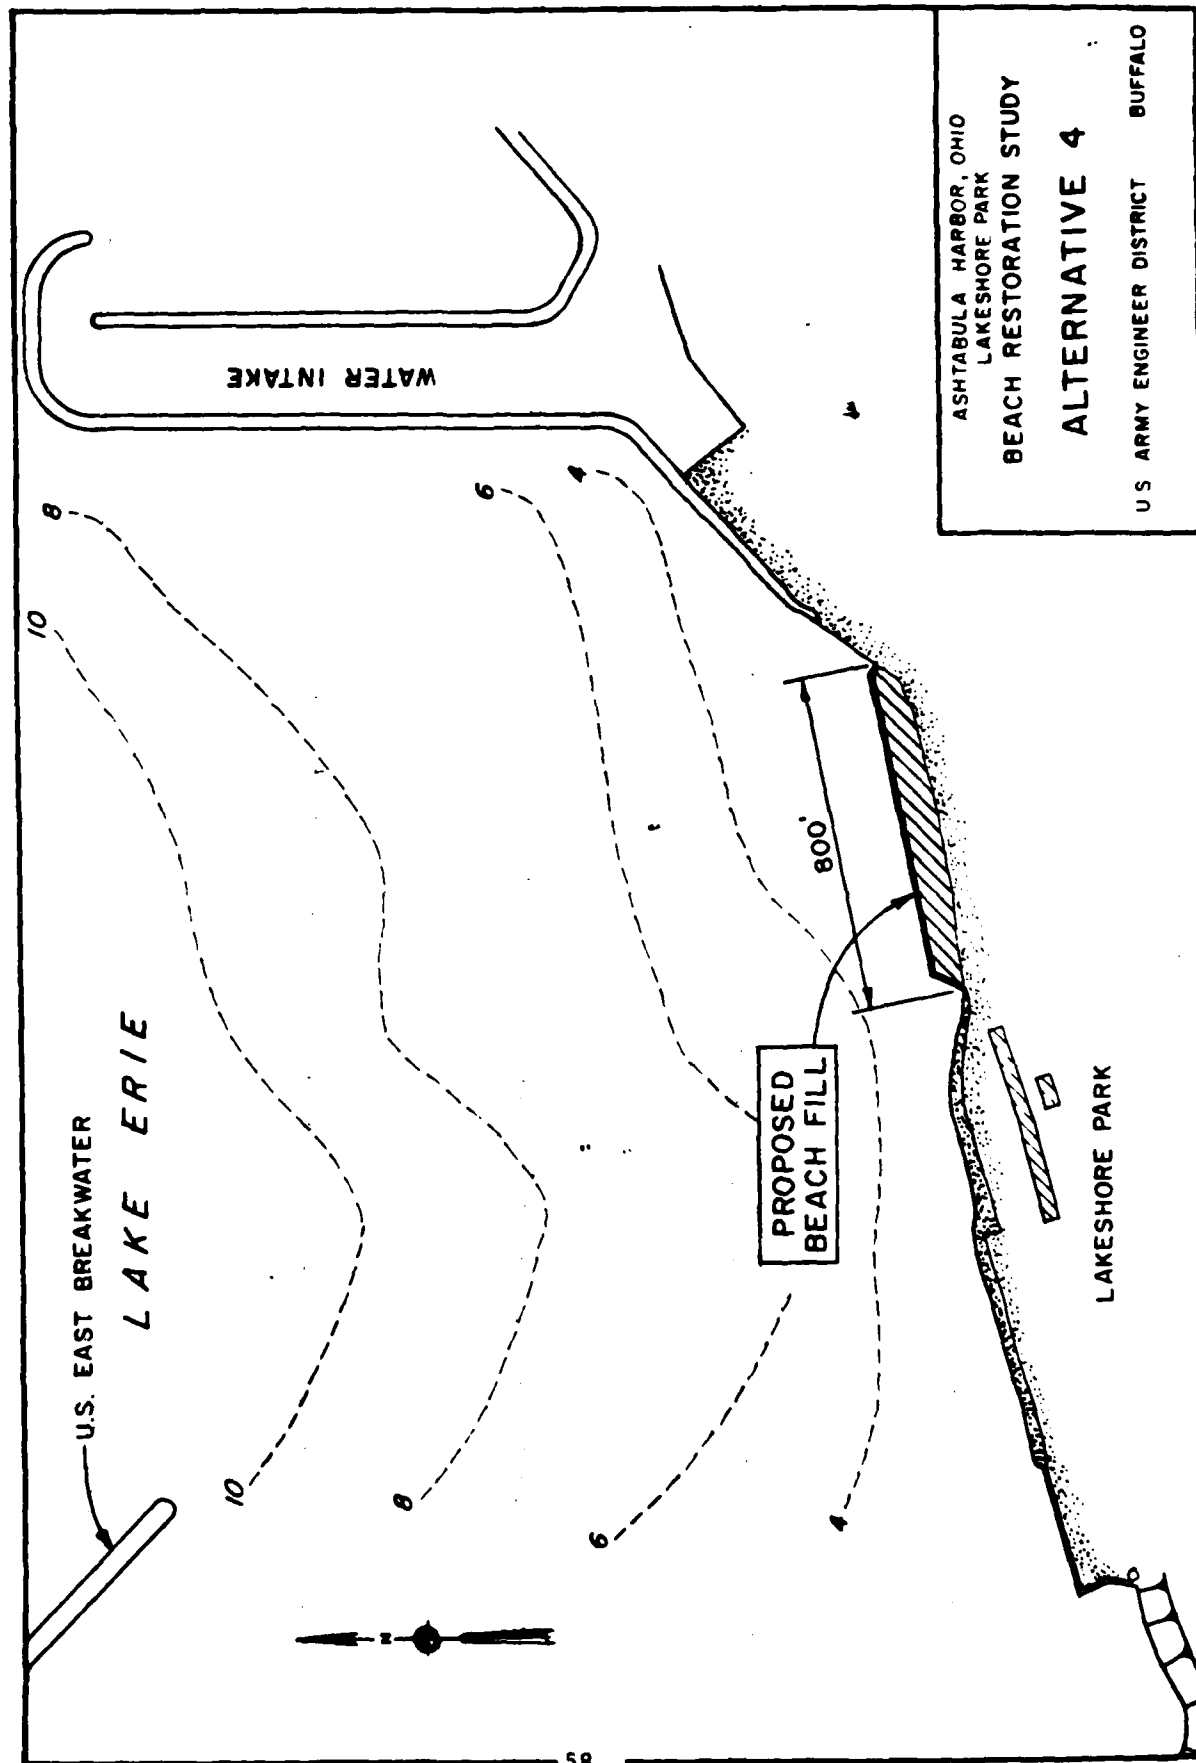 U.S. EAST BREAKWATER
LAKE ERIE
10
8
10
8
6
4
6
4
WATER INTAKE
N
800'
PROPOSED
BEACH FILL
LAKESHORE PARK
ASHTABULA HARBOR, OHIO
LAKESHORE PARK
BEACH RESTORATION STUDY
ALTERNATIVE 4
US ARMY ENGINEER DISTRICT BUFFALO
58